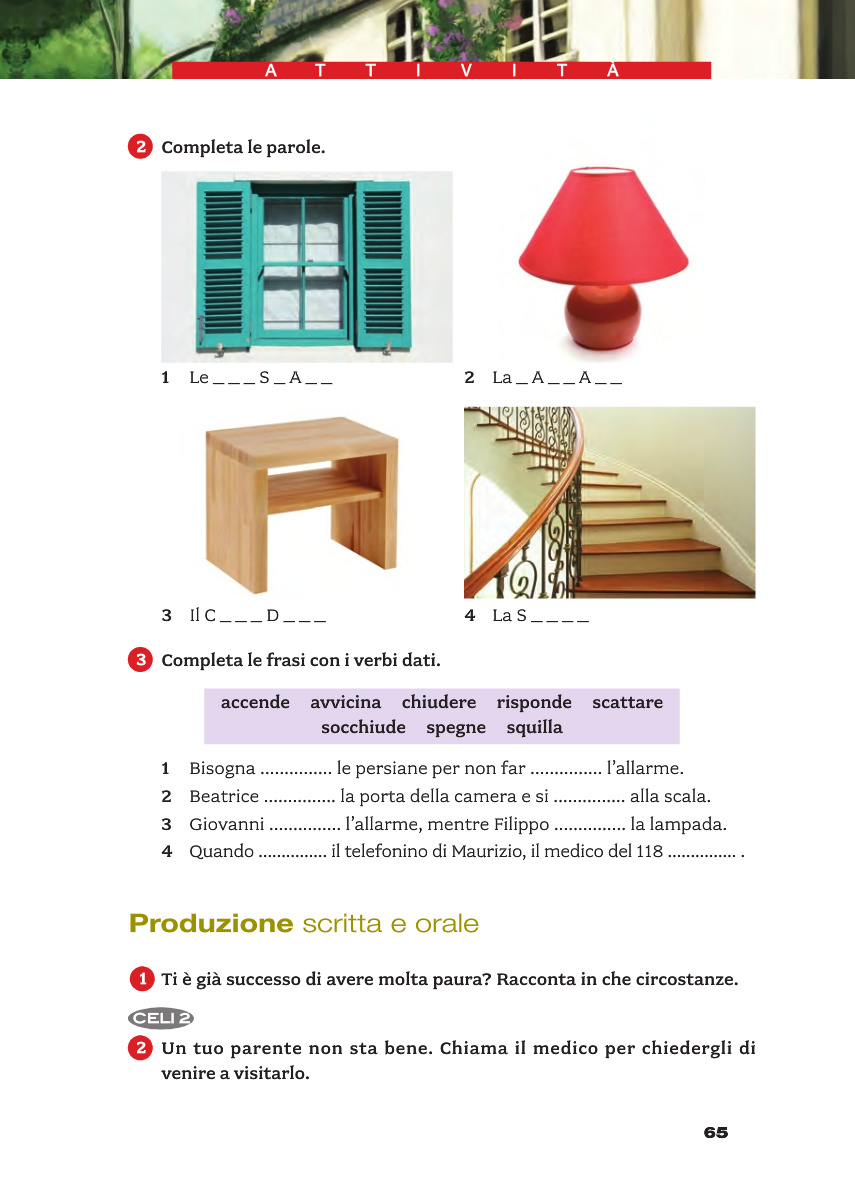 A T T I V I T À
2 Completa le parole.
1 Le _ _ _ S _ A _ _
2 La _ A _ _ A _ _
3 Il C _ _ _ D _ _ _
4 La S _ _ _ _
3 Completa le frasi con i verbi dati.
accende avvicina chiudere risponde scattare
socchiude spegne squilla
1 Bisogna ............... le persiane per non far ............... l’allarme.
2 Beatrice ............... la porta della camera e si ............... alla scala.
3 Giovanni ............... l’allarme, mentre Filippo ............... la lampada.
4 Quando .............. il telefonino di Maurizio, il medico del 118 .............. .
Produzione scritta e orale
1 Ti è già successo di avere molta paura? Racconta in che circostanze.
CELI 2
2 Un tuo parente non sta bene. Chiama il medico per chiedergli di
venire a visitarlo.
65